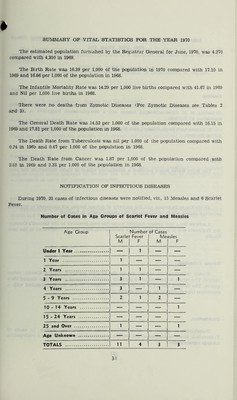 SUMMARY OF VITAL STATISTICS FOR THE YEAR 1970
The estimated population furnished by the Registrar General for June, 1970, was 4,270
compared with 4,200 in 1969.
The Birth Rate was 16.39 per 1,000 of the population in 1970 compared with 17.10 in
1969 and 16.86 per 1,000 of the population in 1968.
The Infantile Mortality Rate was 14.29 per 1,000 live births compared with 41.67 in 1969
and Nil per 1,000 live births in 1968.
There were no deaths from Zymotic Diseases (For Zymotic Diseases see Tables 2
and
The General Death Rate was 14.52 per 1,000 of the population compared with 16.15 in
1969 and 17.81 per 1,000 of the population in 1968.
The Death Rate from Tuberculosis was nil per 1,000 of the population compared with
0.24 in 1969 and 0.47 per 1,000 of the population in 1968.
The Death Rate from Cancer was 1.87 per 1,000 of the population compared with
in 1969 and per 1,000 of the population in 1968.
NOTIFICATION OF INFECTIOUS DISEASES
During 1970, 23 cases of infectious diseases were notified, viz., 15 Measles and 8 Scarlet
Fever.
Number of Cases in Age Groups of Scarlet Fever and Measles
Age Group Number of Cases
Scarlet Fever Measles
M F M F
Under 1 Year — 1 — —
1 Year 1 — — —
2 Years 1 1 — —
3 Years 3 1 — 1
4 Years 3 — 1 —
5 - 9 Years 2 1 2 —
10 - 14 Years — — — 1
15 - 24 Years — — — —
25 and Over 1 — — 1
Age Unknown — — — —
TOTALS 11 4 3 3